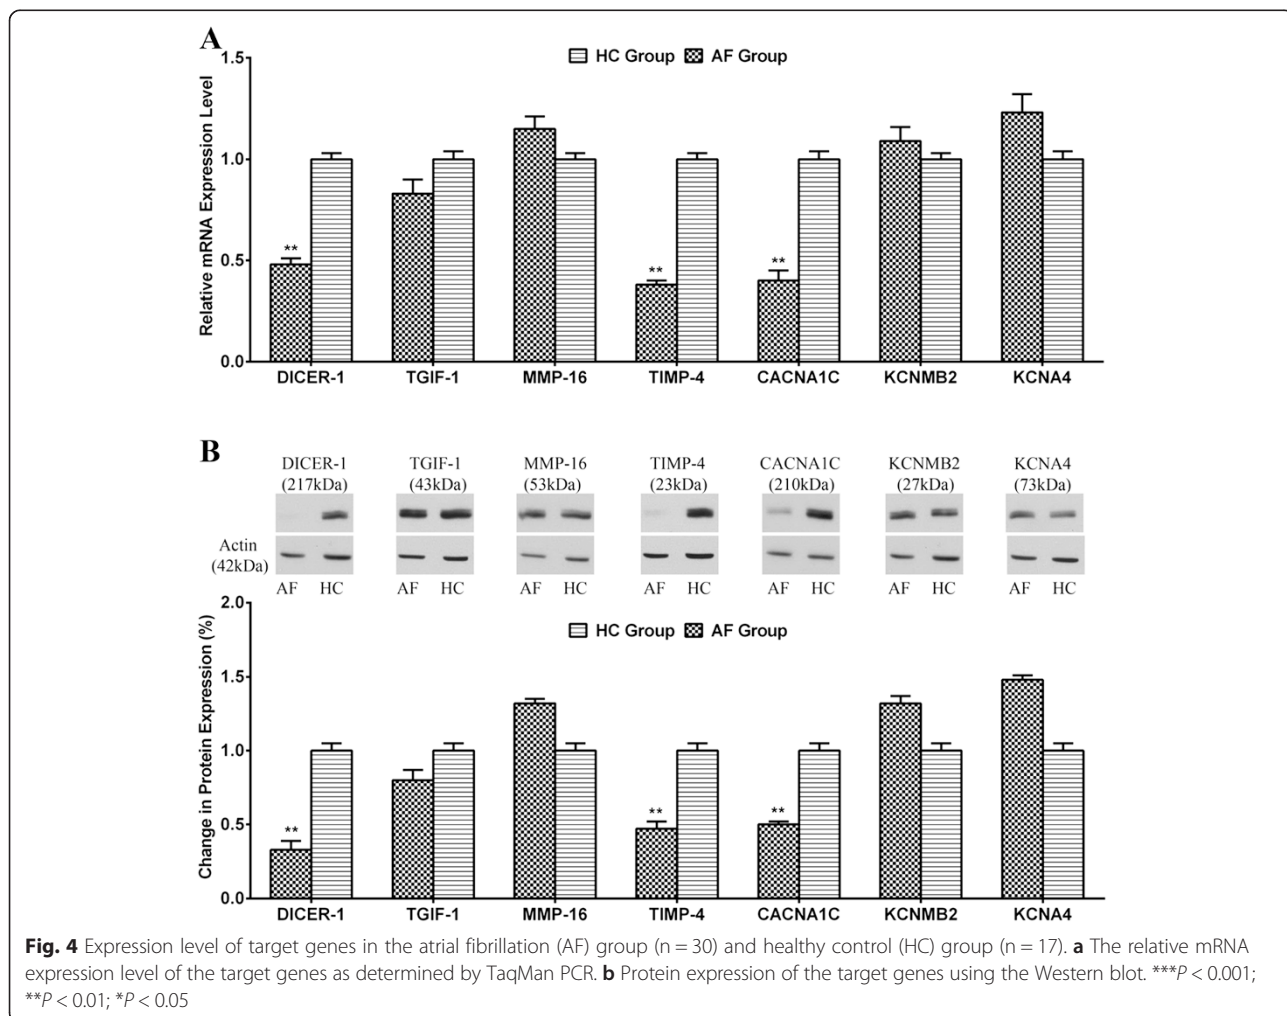 A
HC Group AF Group
Relative mRNA Expression Level
1.5
1.0
0.5
0.0
**
**
**
DICER-1 TGIF-1 MMP-16 TIMP-4 CACNA1C KCNMB2 KCNA4
B
DICER-1 TGIF-1 MMP-16 TIMP-4 CACNA1C KCNMB2 KCNA4
(217kDa) (43kDa) (53kDa) (23kDa) (210kDa) (27kDa) (73kDa)
Actin
(42kDa)
AF HC AF HC AF HC AF HC AF HC AF HC AF HC
HC Group AF Group
Change in Protein Expression (%)
2.0
1.5
1.0
0.5
0.0
**
**
**
DICER-1 TGIF-1 MMP-16 TIMP-4 CACNA1C KCNMB2 KCNA4
Fig. 4 Expression level of target genes in the atrial fibrillation (AF) group (n = 30) and healthy control (HC) group (n = 17). a The relative mRNA
expression level of the target genes as determined by TaqMan PCR. b Protein expression of the target genes using the Western blot. ***P < 0.001;
**P < 0.01; *P < 0.05